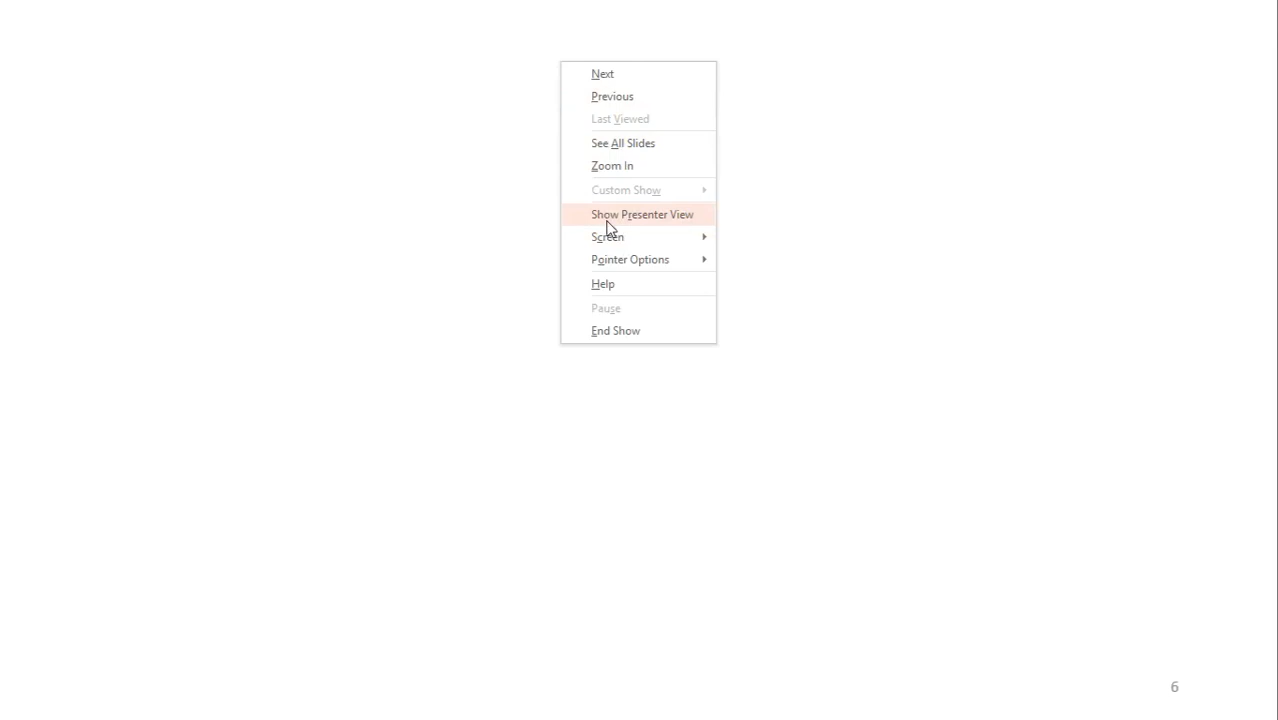 Next
Previous
Last Viewed
See All Slides
Zoom In
Custom Show
Show Presenter View
Screen
Pointer Options
Help
Pause
End Show
6